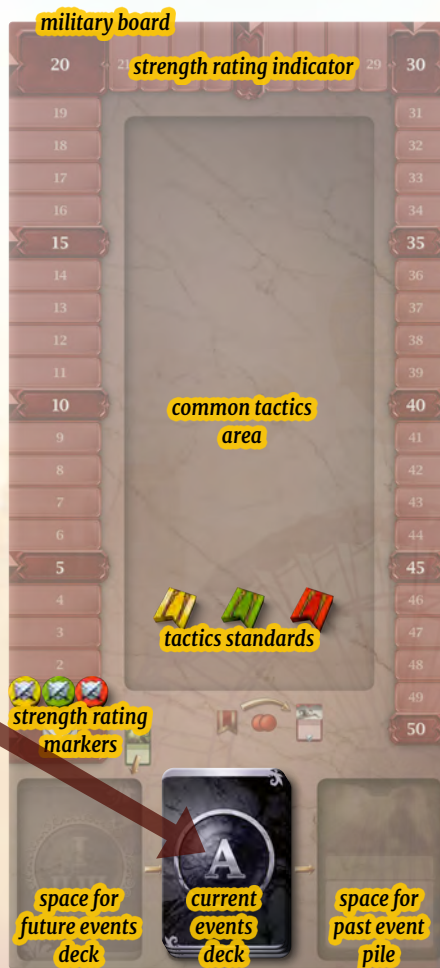 military board
20 21 strength rating indicator 29 30
19 31
18 32
17 33
16 34
15 35
14 36
13 37
12 38
11 39
10 common tactics 40
area
9 41
8 42
7 43
6 44
5 45
4 46
3 tactics standards 47
2 48
49
strength rating
markers
50
A
space for
future events
deck
current
events
deck
space for
past event
pile